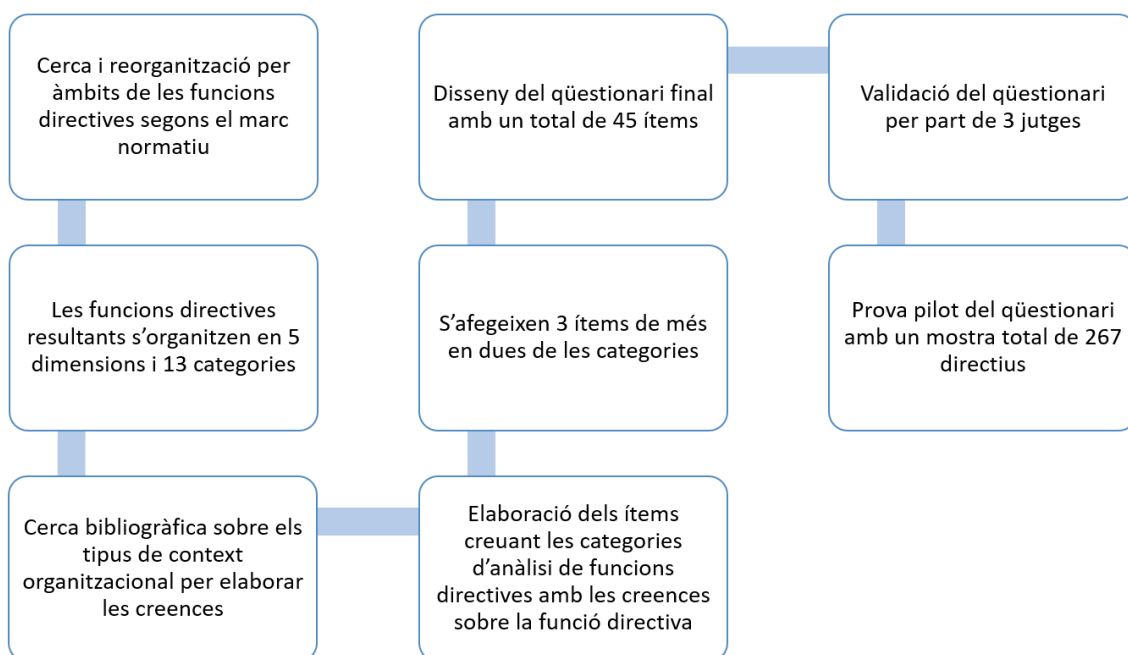 Cerca i reorganització per
àmbits de les funcions
directives segons el marc
normatiu
Les funcions directives
resultants s'organitzen en 5
dimensions i 13 categories
Cerca bibliogràfica sobre els
tipus de context
organitzacional per elaborar
les creences
Elaboració dels ítems
creuant les categories
d'anàlisi de funcions
directives amb les creences
sobre la funció directiva
S'afegeixen 3 ítems de més
en dues de les categories
Disseny del qüestionari final
amb un total de 45 ítems
Validació del qüestionari
per part de 3 jutges
Prova pilot del qüestionari
amb un mostra total de 267
directius